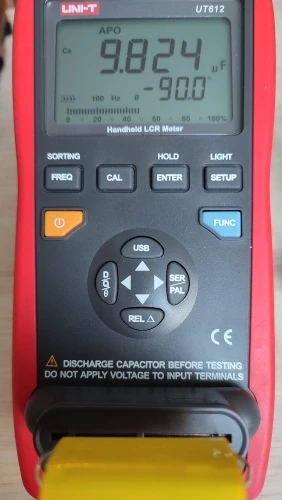 UNI-T UT612
APO
Cs 9.824 μF
100 Hz θ -90.0°
0 20 40 60 80 100%
Handheld LCR Meter
SORTING HOLD LIGHT
FREQ CAL ENTER SETUP
FUNC
USB
D/Q/θ SER/PAL
REL Δ
CE
DISCHARGE CAPACITOR BEFORE TESTING
DO NOT APPLY VOLTAGE TO INPUT TERMINALS